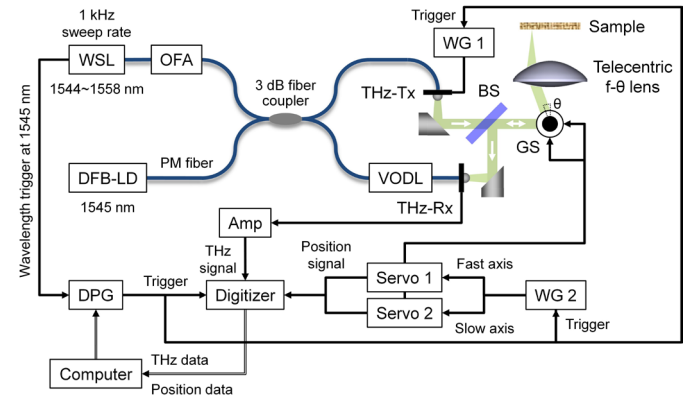 1 kHz
sweep rate
WSL
OFA
1544~1558 nm
3 dB fiber
coupler
Trigger
WG 1
THz-Tx
BS
Sample
Telecentric
f-θ lens
θ
GS
PM fiber
DFB-LD
1545 nm
VODL
THz-Rx
Wavelength trigger at 1545 nm
Amp
THz
signal
Position
signal
Servo 1
Fast axis
DPG
Trigger
Digitizer
WG 2
Servo 2
Slow axis
Trigger
Computer
THz data
Position data